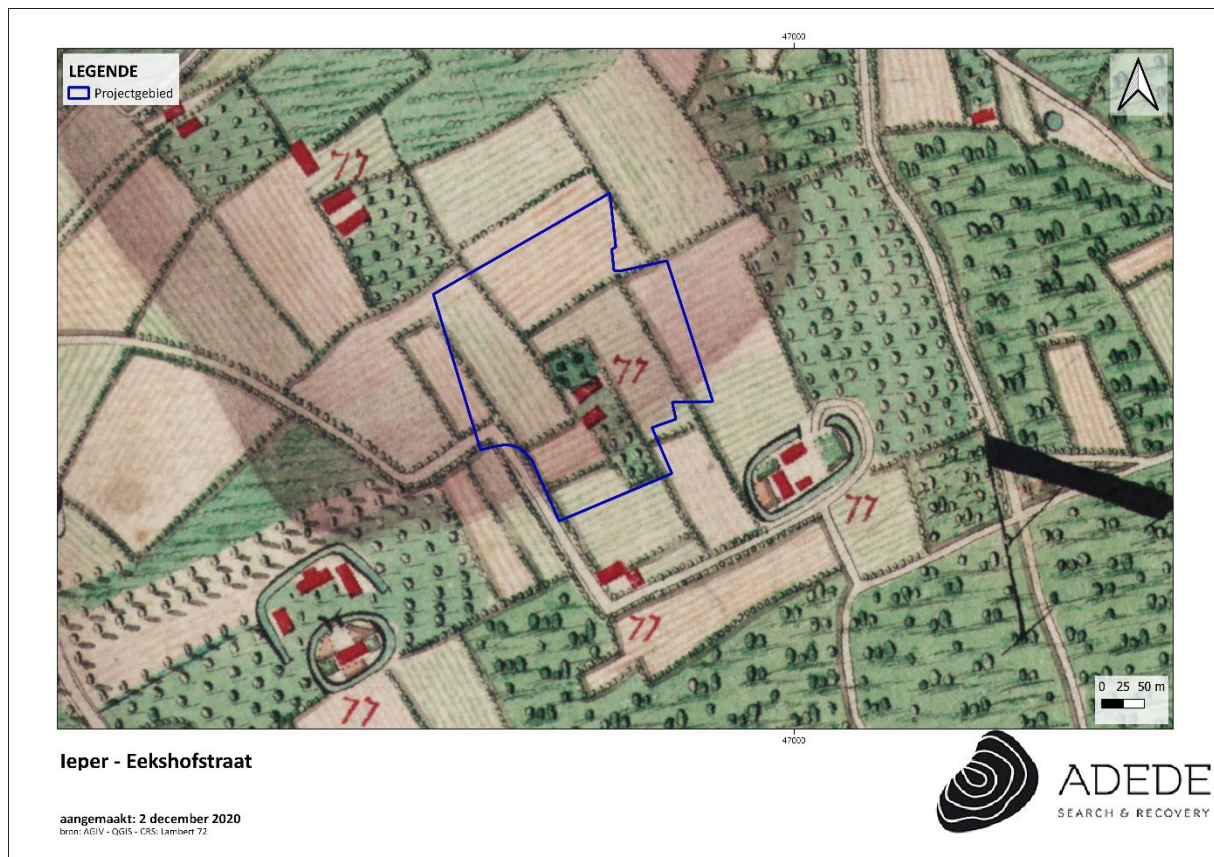 47000
LEGENDE
Projectgebied
77
77
77
77
77
0 25 50 m
47000
Ieper - Eekshofstraat
aangemaakt: 2 december 2020
bron: AGIV - QGIS - CRS: Lambert 72
ADEDE
SEARCH & RECOVERY